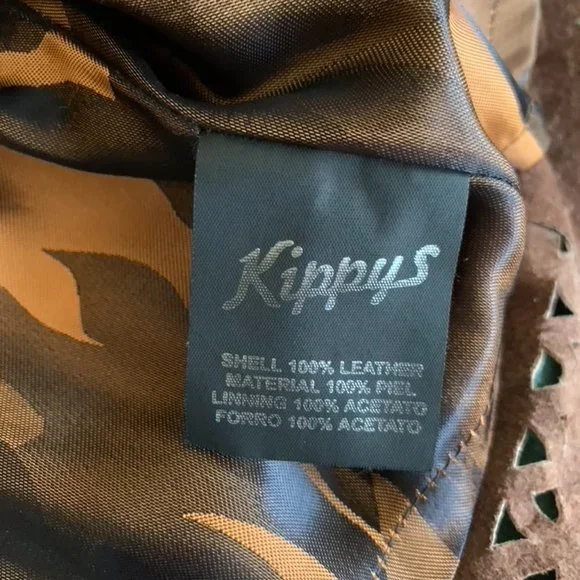 Kippys
SHELL 100% LEATHER
MATERIAL 100% PIEL
LINNING 100% ACETATO
FORRO 100% ACETATO